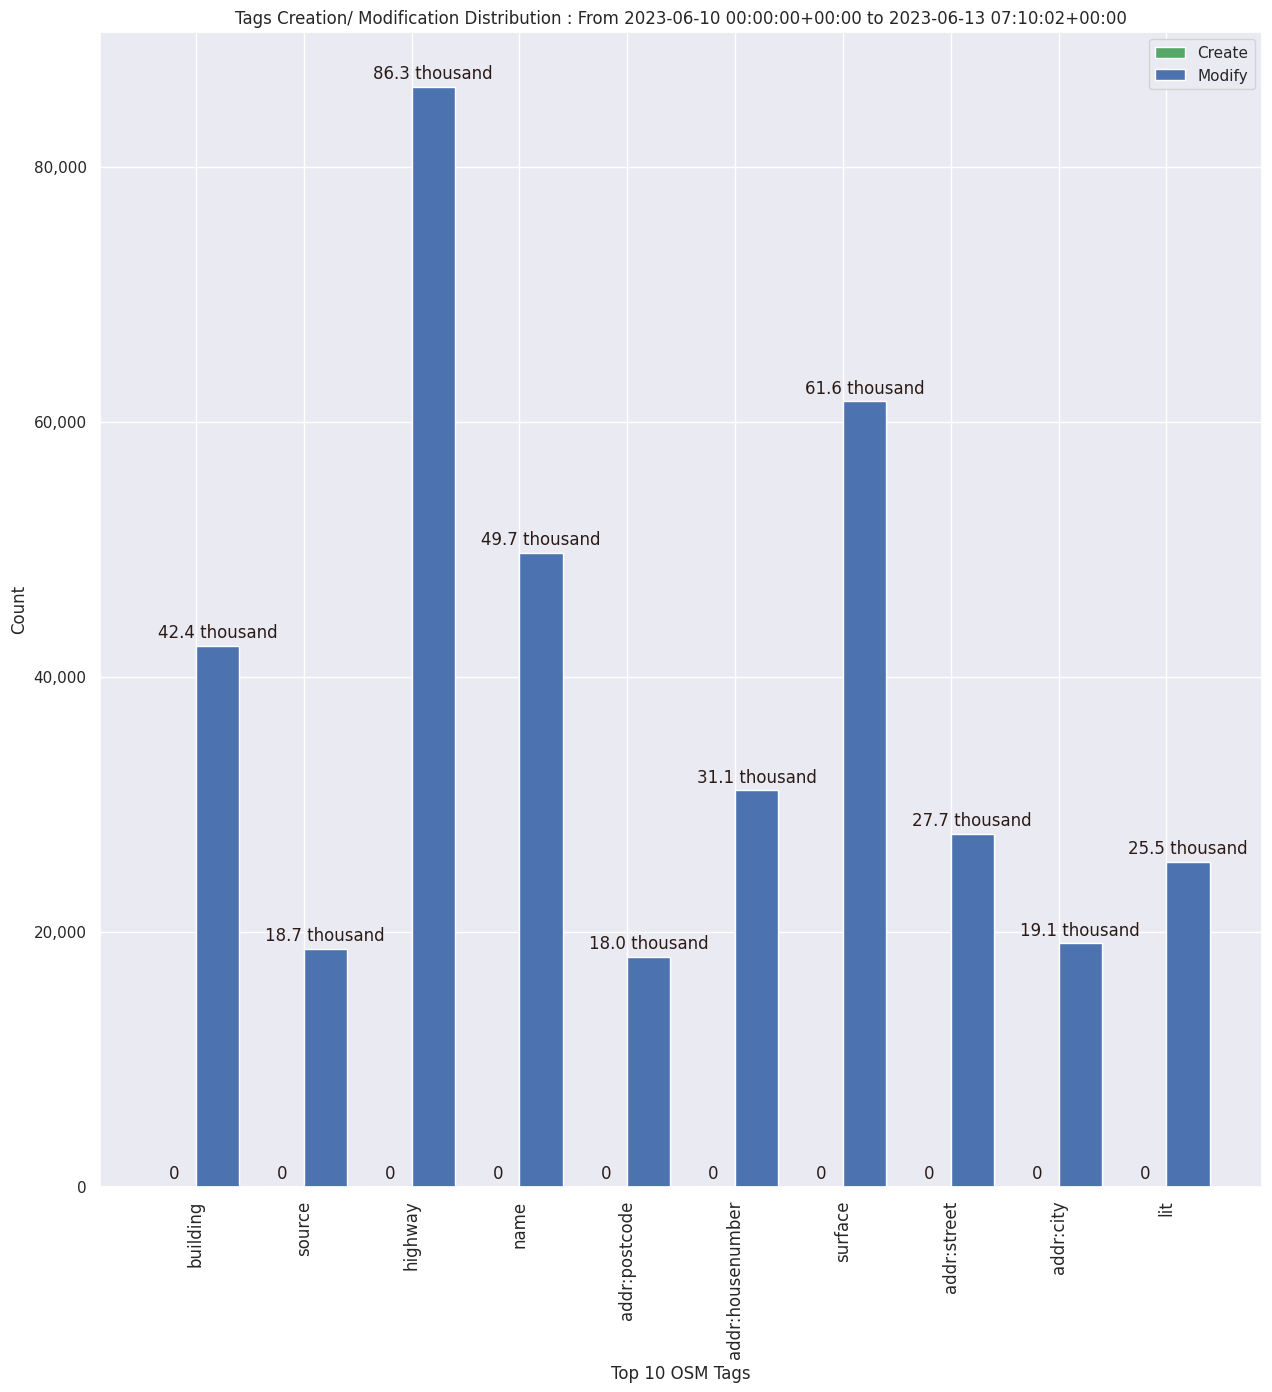 Tags Creation/ Modification Distribution : From 2023-06-10 00:00:00+00:00 to 2023-06-13 07:10:02+00:00
Create
Modify
86.3 thousand
80,000
61.6 thousand
60,000
49.7 thousand
Count
42.4 thousand
40,000
31.1 thousand
27.7 thousand
25.5 thousand
20,000
18.7 thousand
18.0 thousand
19.1 thousand
0 0 0 0 0 0 0 0 0 0
0
building
source
highway
name
addr:postcode
addr:housenumber
surface
addr:street
addr:city
lit
Top 10 OSM Tags